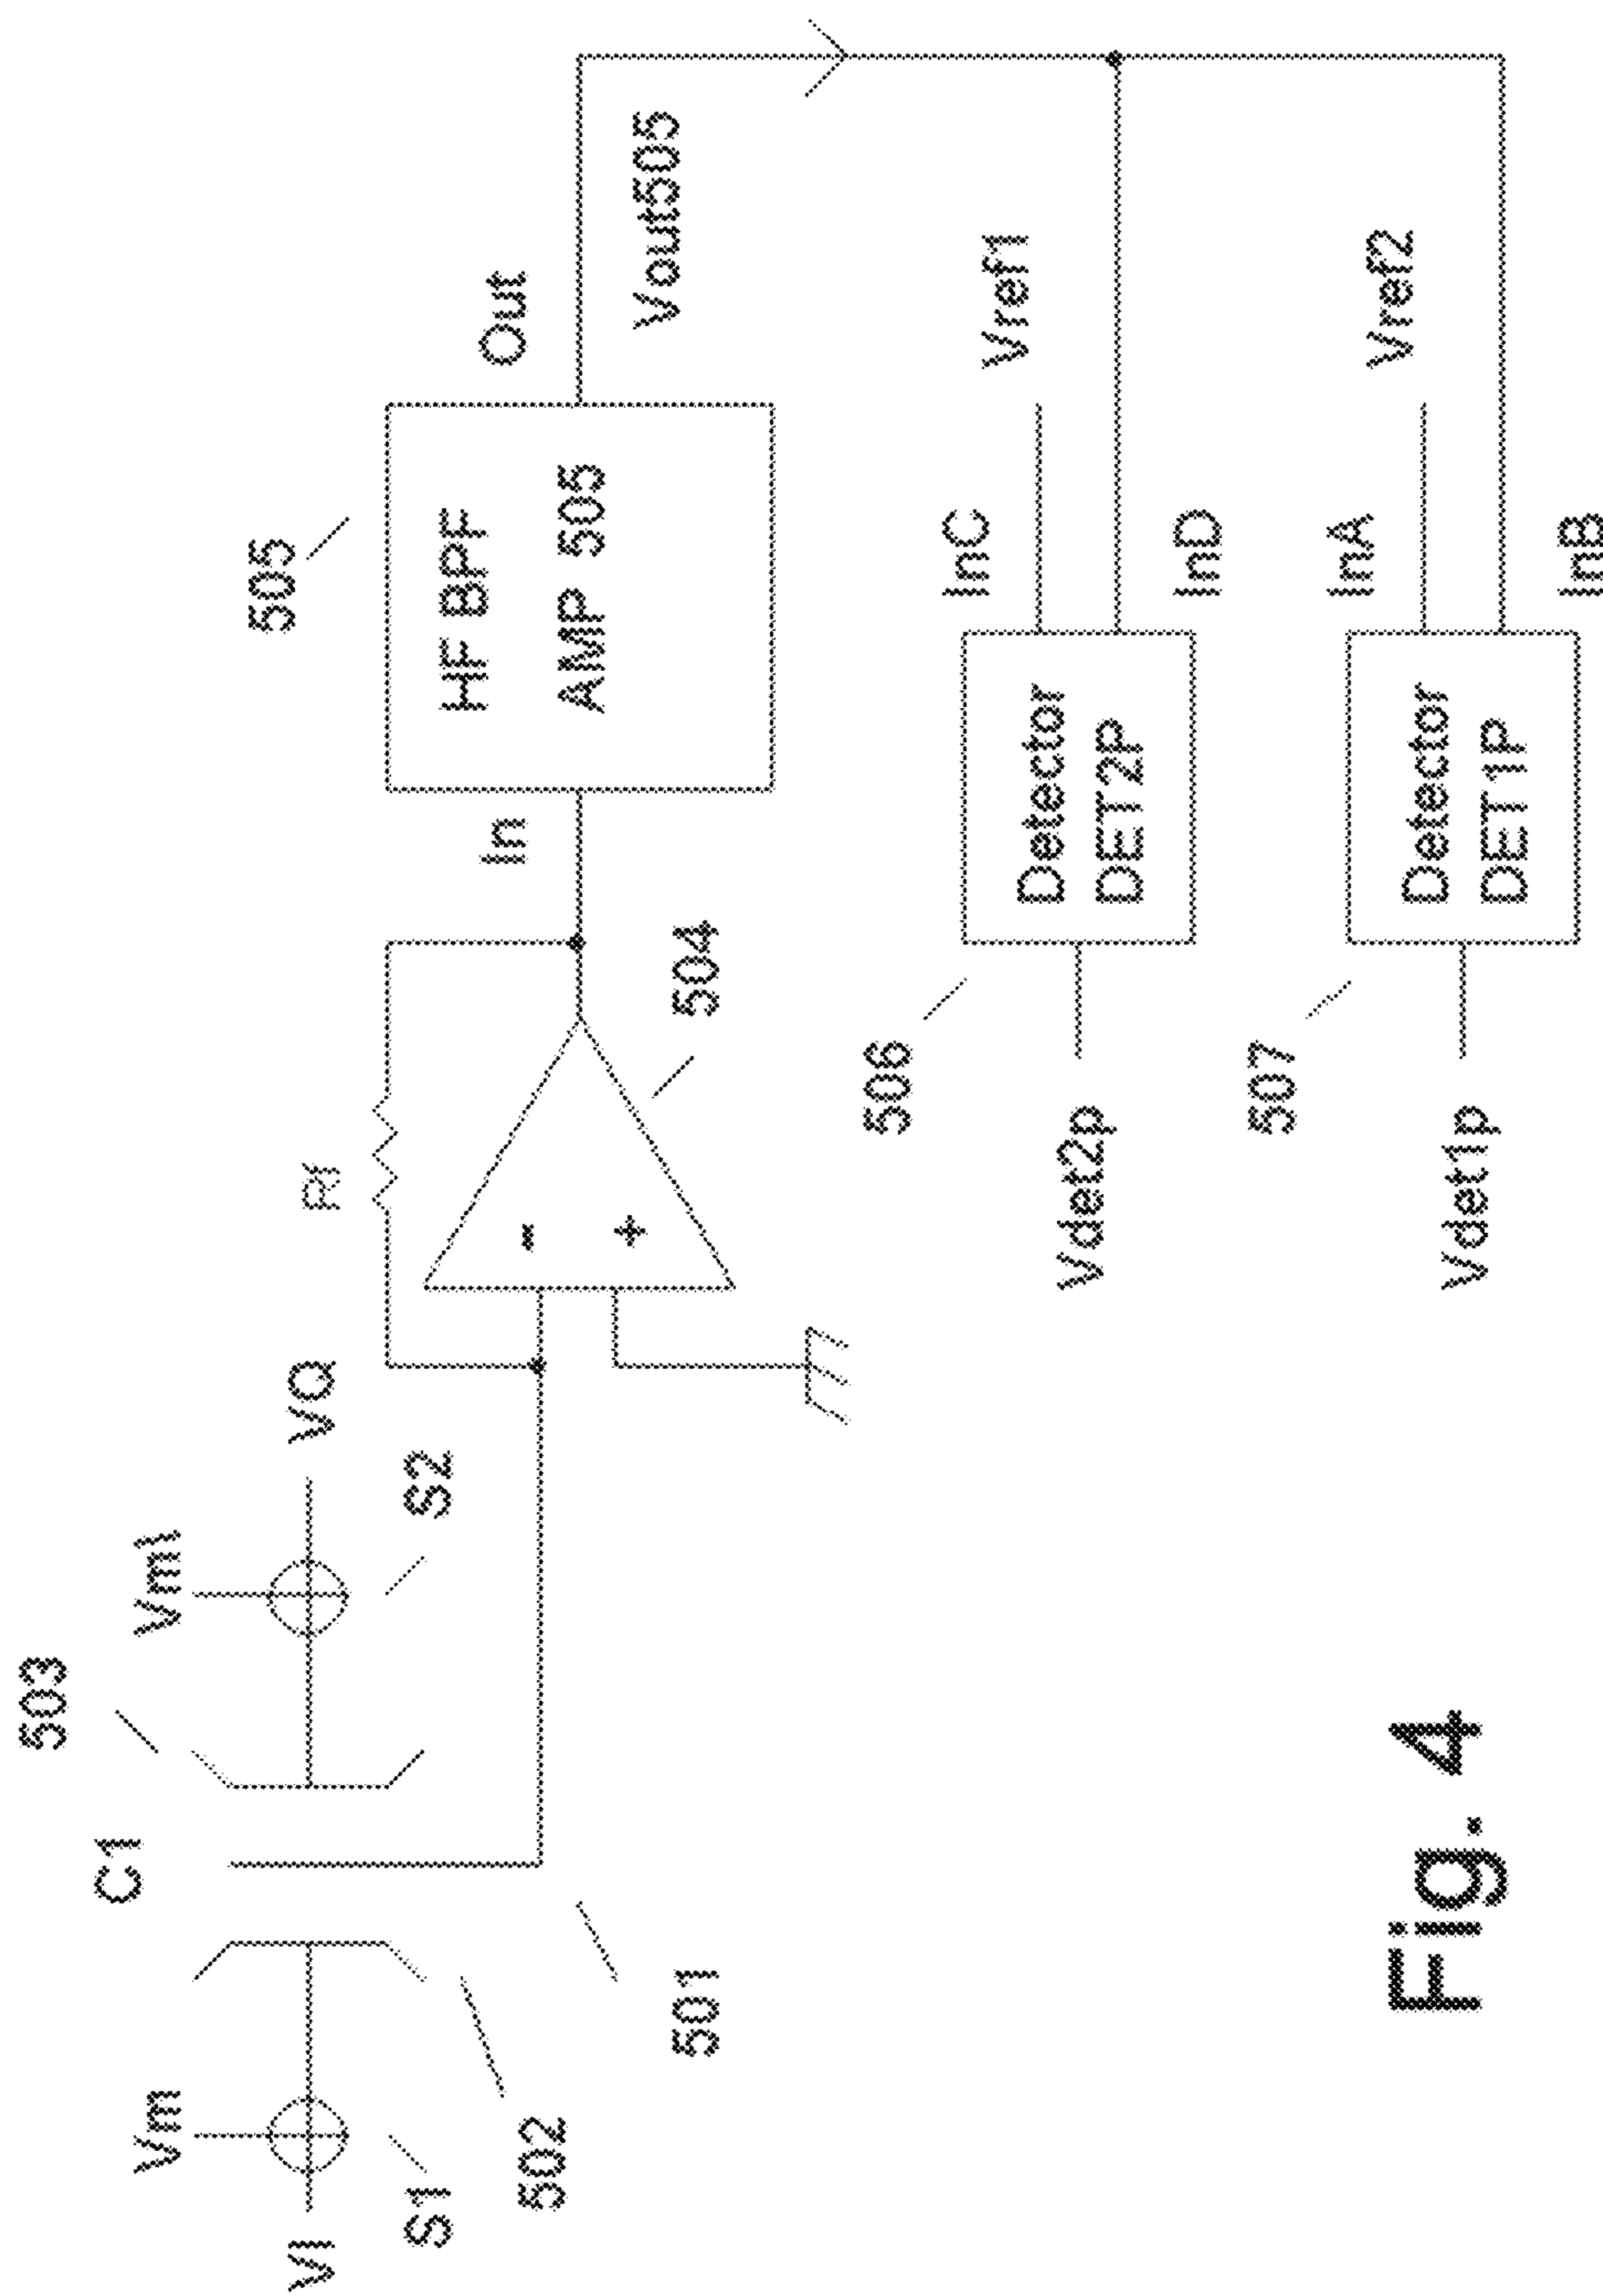 503
C1
Vm
VmI
VI
VQ
S1
S2
502
501
Rf
-
+
504
505
In
HF BPF
AMP 505
Out
Vout505
506
Vdet2p
Detector
DET2P
InC
Vref1
InD
507
Vdet1p
Detector
DET1P
InA
Vref2
InB
Fig. 4